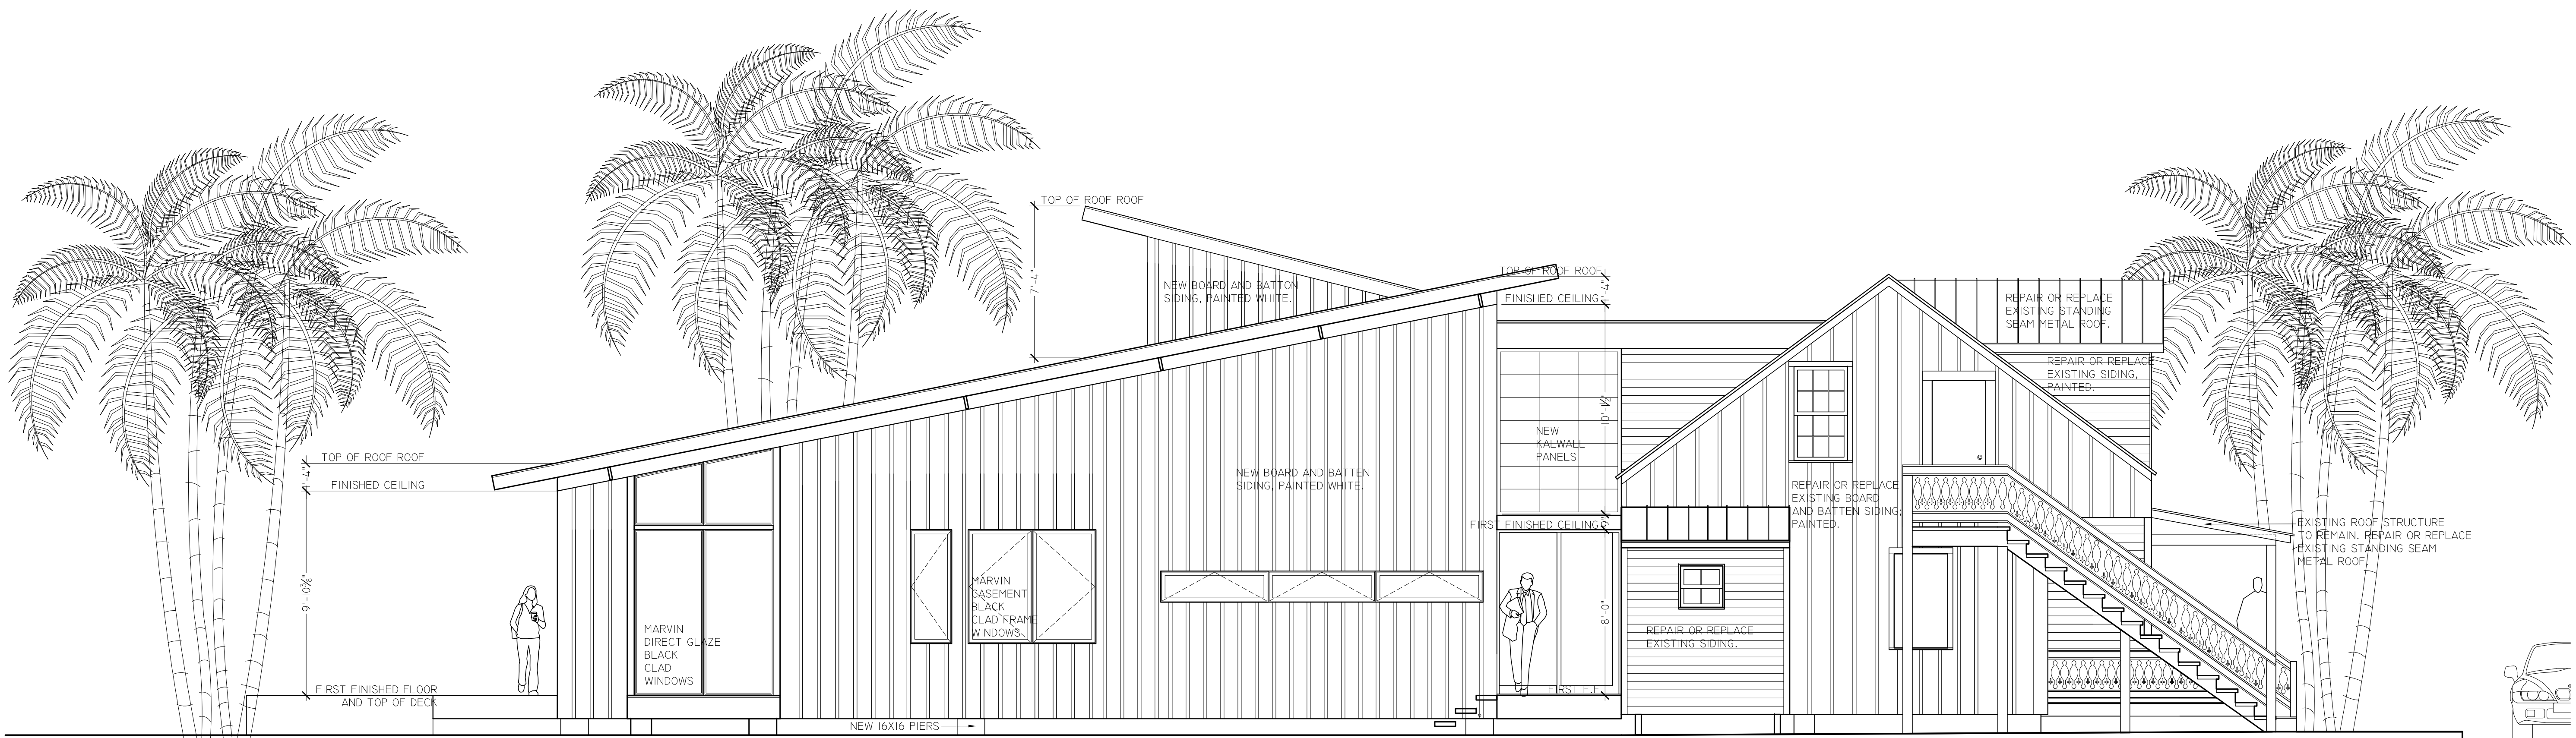 TOP OF ROOF ROOF
7'-4"
NEW BOARD AND BATTON
SIDING, PAINTED WHITE.
TOP OF ROOF ROOF
1'-4"
FINISHED CEILING
REPAIR OR REPLACE
EXISTING STANDING
SEAM METAL ROOF.
REPAIR OR REPLACE
EXISTING SIDING,
PAINTED.
10'-1½"
NEW
KALWALL
PANELS
TOP OF ROOF ROOF
1'-4"
FINISHED CEILING
9'-10⅜"
FIRST FINISHED FLOOR
AND TOP OF DECK
NEW BOARD AND BATTEN
SIDING, PAINTED WHITE.
REPAIR OR REPLACE
EXISTING BOARD
AND BATTEN SIDING,
PAINTED.
FIRST FINISHED CEILING
EXISTING ROOF STRUCTURE
TO REMAIN. REPAIR OR REPLACE
EXISTING STANDING SEAM
METAL ROOF.
MARVIN
CASEMENT
BLACK
CLAD FRAME
WINDOWS
MARVIN
DIRECT GLAZE
BLACK
CLAD
WINDOWS
8'-0"
REPAIR OR REPLACE
EXISTING SIDING.
FIRST F.F.
NEW 16X16 PIERS